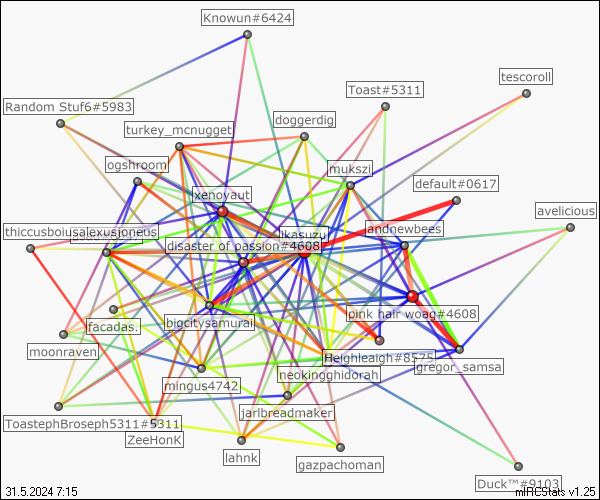 Knowun#6424
tescoroll
Toast#5311
Random Stuf6#5983
doggerdig
turkey_mcnugget
ogshroom
mukszi
default#0617
xenoyaut
avelicious
andnewbees
disaster of passion#4608
facadas.
bigcitysamurai
pink hair woag#4608
moonraven
Heighleaigh#8575
gregor_samsa
neokingghidorah
mingus4742
jarlbreadmaker
ToastephBroseph5311#5311
ZeeHonK
lahnk
gazpachoman
Duck™#9103
31.5.2024 7:15
mIRCStats v1.25